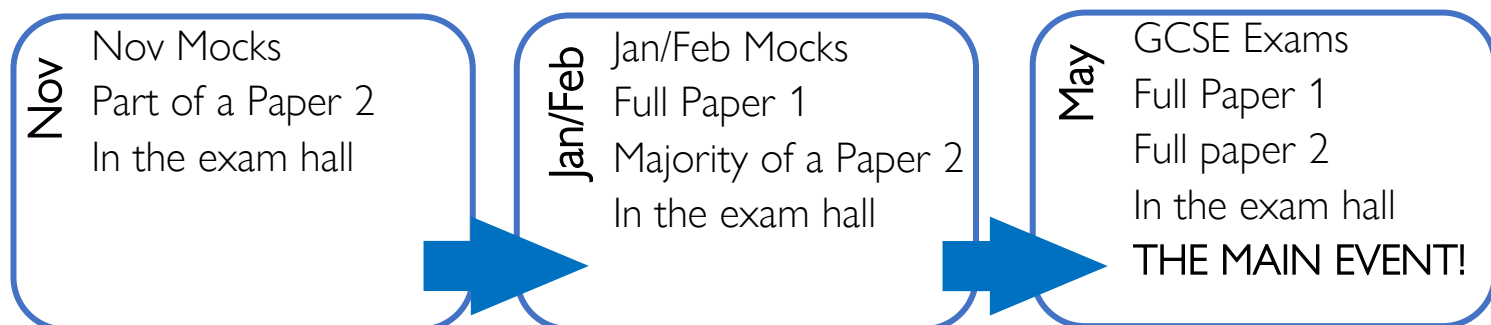 Nov
Nov Mocks
Part of a Paper 2
In the exam hall
Jan/Feb
Jan/Feb Mocks
Full Paper 1
Majority of a Paper 2
In the exam hall
May
GCSE Exams
Full Paper 1
Full paper 2
In the exam hall
THE MAIN EVENT!